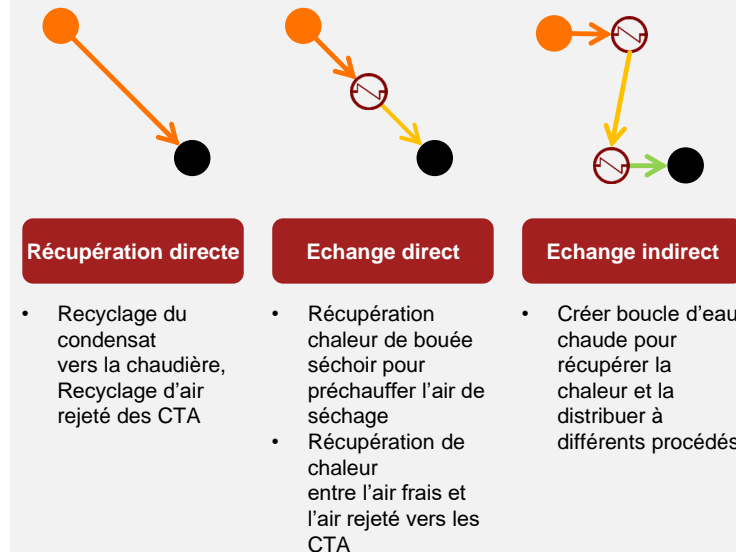 Récupération directe
• Recyclage du
condensat
vers la chaudière,
Recyclage d'air
rejeté des CTA
Echange direct
• Récupération
chaleur de bouée
séchoir pour
préchauffer l'air de
séchage
• Récupération de
chaleur
entre l'air frais et
l'air rejeté vers les
CTA
Echange indirect
• Créer boucle d'eau
chaude pour
récupérer la
chaleur et la
distribuer à
différents procédés